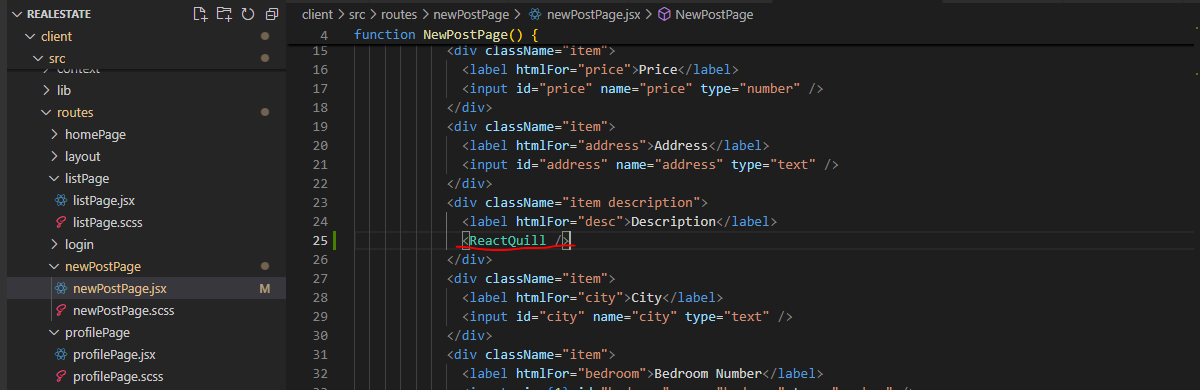 REALESTATE
client
src
context
lib
routes
homePage
layout
listPage
listPage.jsx
listPage.scss
login
newPostPage
newPostPage.jsx M
newPostPage.scss
profilePage
profilePage.jsx
profilePage.scss
client > src > routes > newPostPage > newPostPage.jsx > NewPostPage
4 function NewPostPage() {
15 <div className="item">
16 <label htmlFor="price">Price</label>
17 <input id="price" name="price" type="number" />
18 </div>
19 <div className="item">
20 <label htmlFor="address">Address</label>
21 <input id="address" name="address" type="text" />
22 </div>
23 <div className="item description">
24 <label htmlFor="desc">Description</label>
25 <ReactQuill />
26 </div>
27 <div className="item">
28 <label htmlFor="city">City</label>
29 <input id="city" name="city" type="text" />
30 </div>
31 <div className="item">
32 <label htmlFor="bedroom">Bedroom Number</label>